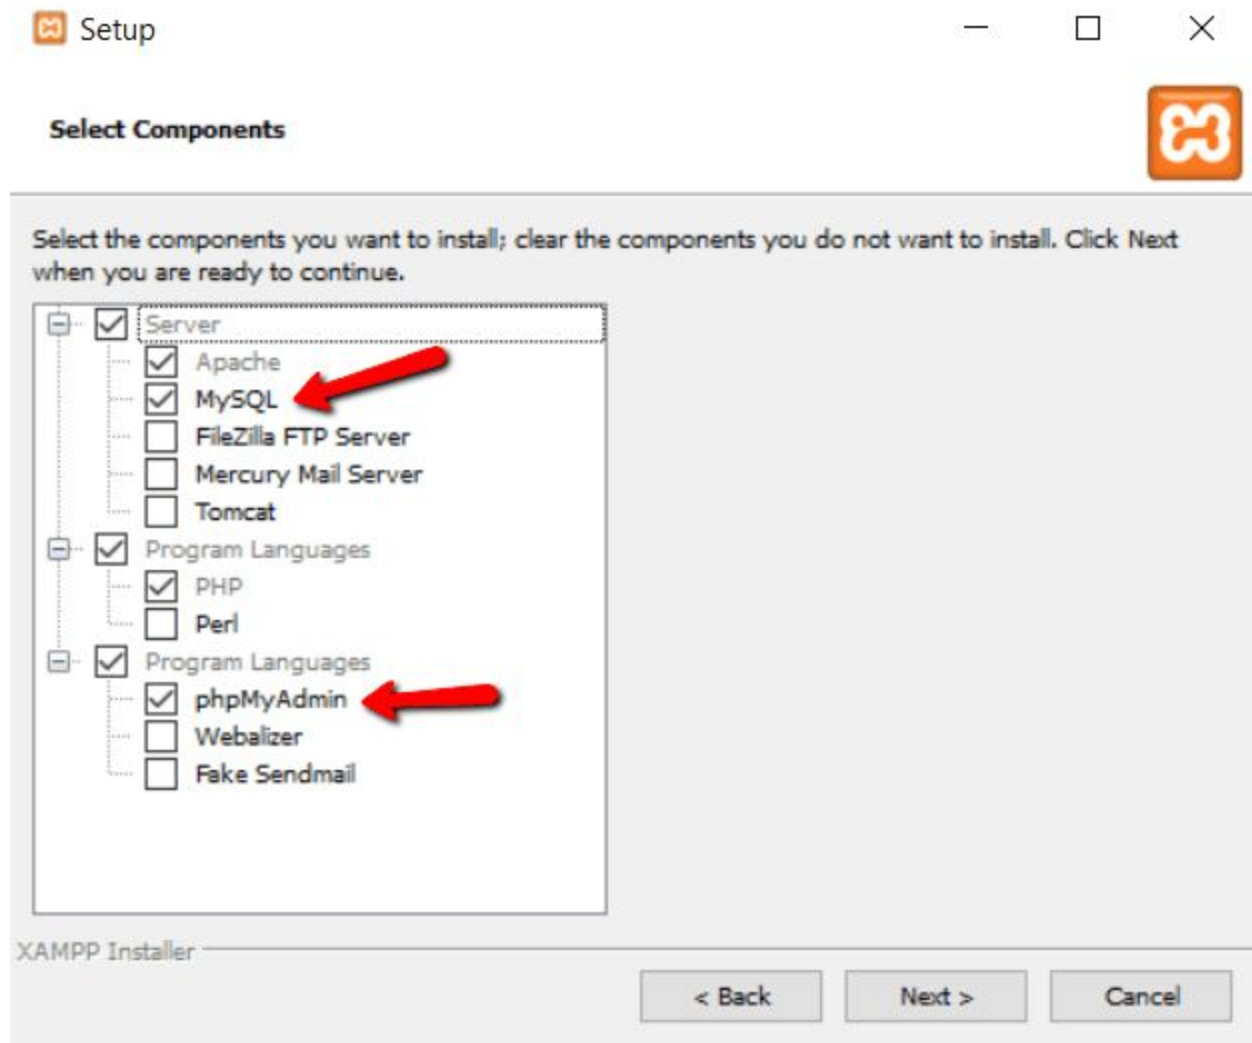 Setup
Select Components
Select the components you want to install; clear the components you do not want to install. Click Next
when you are ready to continue.
Server
Apache
MySQL
FileZilla FTP Server
Mercury Mail Server
Tomcat
Program Languages
PHP
Perl
Program Languages
phpMyAdmin
Webalizer
Fake Sendmail
XAMPP Installer
< Back
Next >
Cancel